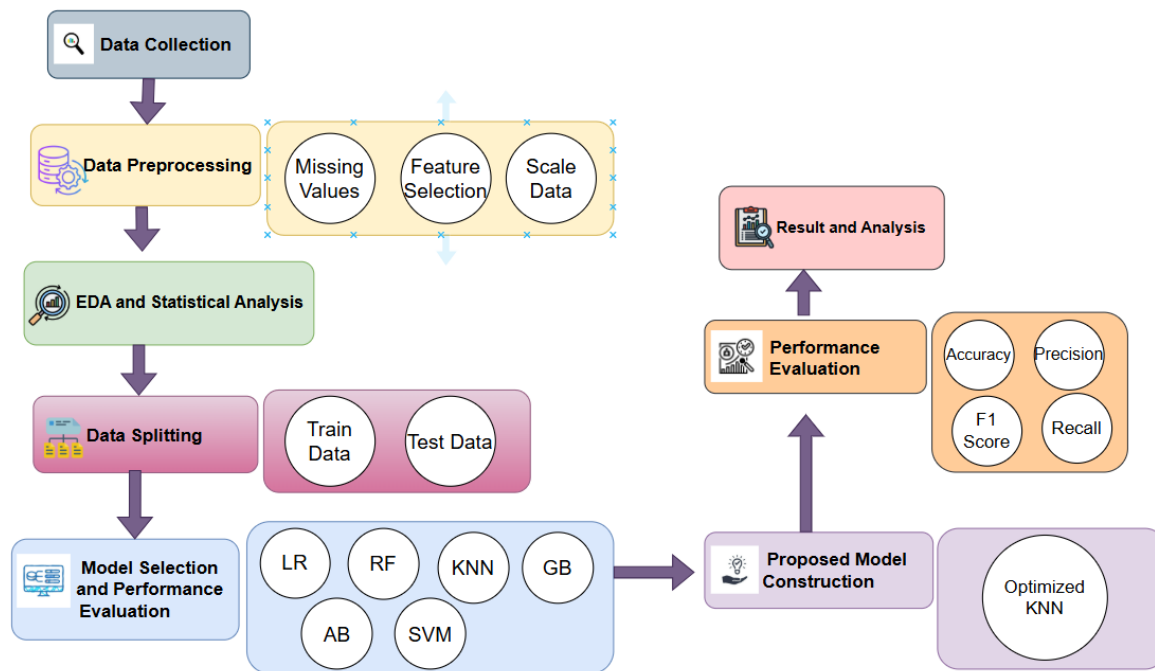 Data Collection
Data Preprocessing
Missing
Values
Feature
Selection
Scale
Data
EDA and Statistical Analysis
Data Splitting
Train
Data
Test Data
Model Selection
and Performance
Evaluation
LR
RF
KNN
GB
AB
SVM
Proposed Model
Construction
Optimized
KNN
Performance
Evaluation
Accuracy
Precision
F1
Score
Recall
Result and Analysis